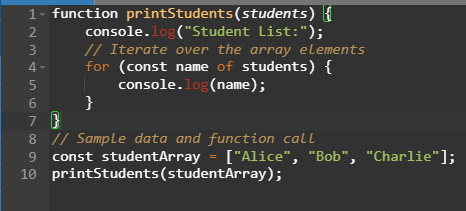 1 function printStudents(students) {
2     console.log("Student List:");
3     // Iterate over the array elements
4     for (const name of students) {
5         console.log(name);
6     }
7 }
8 // Sample data and function call
9 const studentArray = ["Alice", "Bob", "Charlie"];
10 printStudents(studentArray);